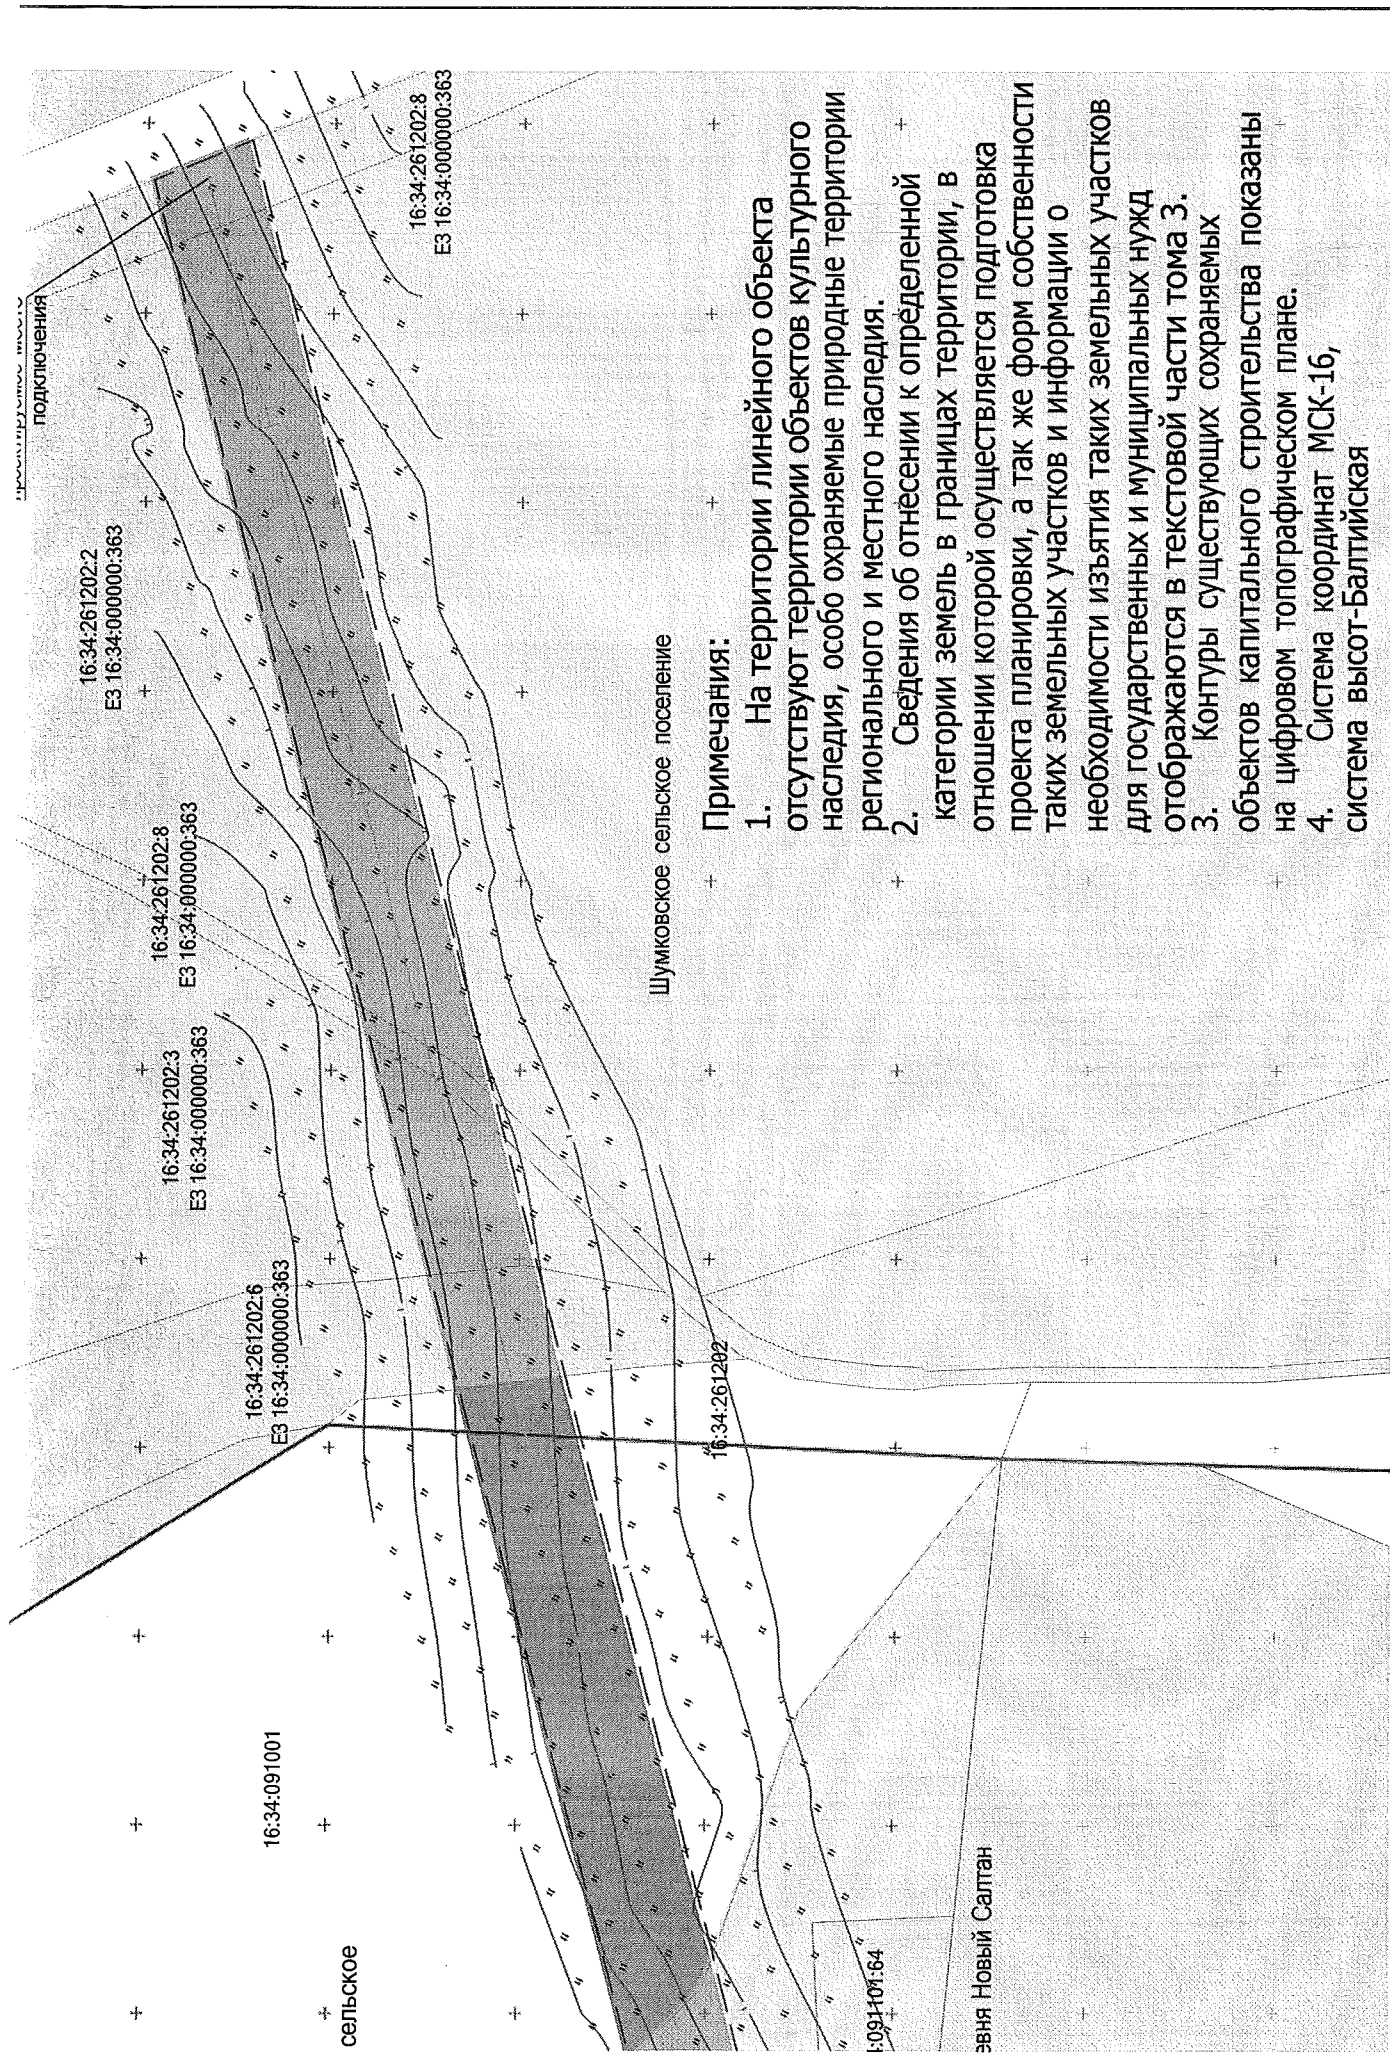 подключения
16:34:261202:2
ЕЗ 16:34:000000:363
16:34:261202:8
ЕЗ 16:34:000000:363
16:34:261202:8
ЕЗ 16:34:000000:363
16:34:261202:3
ЕЗ 16:34:000000:363
16:34:261202:6
ЕЗ 16:34:000000:363
16:34:091001
сельское
Шумковское сельское поселение
16:34:261202
:091101:64
евня Новый Салтан
Примечания:
1. На территории линейного объекта
отсутствуют территории объектов культурного
наследия, особо охраняемые природные территории
регионального и местного наследия.
2. Сведения об отнесении к определенной
категории земель в границах территории, в
отношении которой осуществляется подготовка
проекта планировки, а так же форм собственности
таких земельных участков и информации о
необходимости изъятия таких земельных участков
для государственных и муниципальных нужд
отображаются в текстовой части тома 3.
3. Контуры существующих сохраняемых
объектов капитального строительства показаны
на цифровом топографическом плане.
4. Система координат МСК-16,
система высот-Балтийская